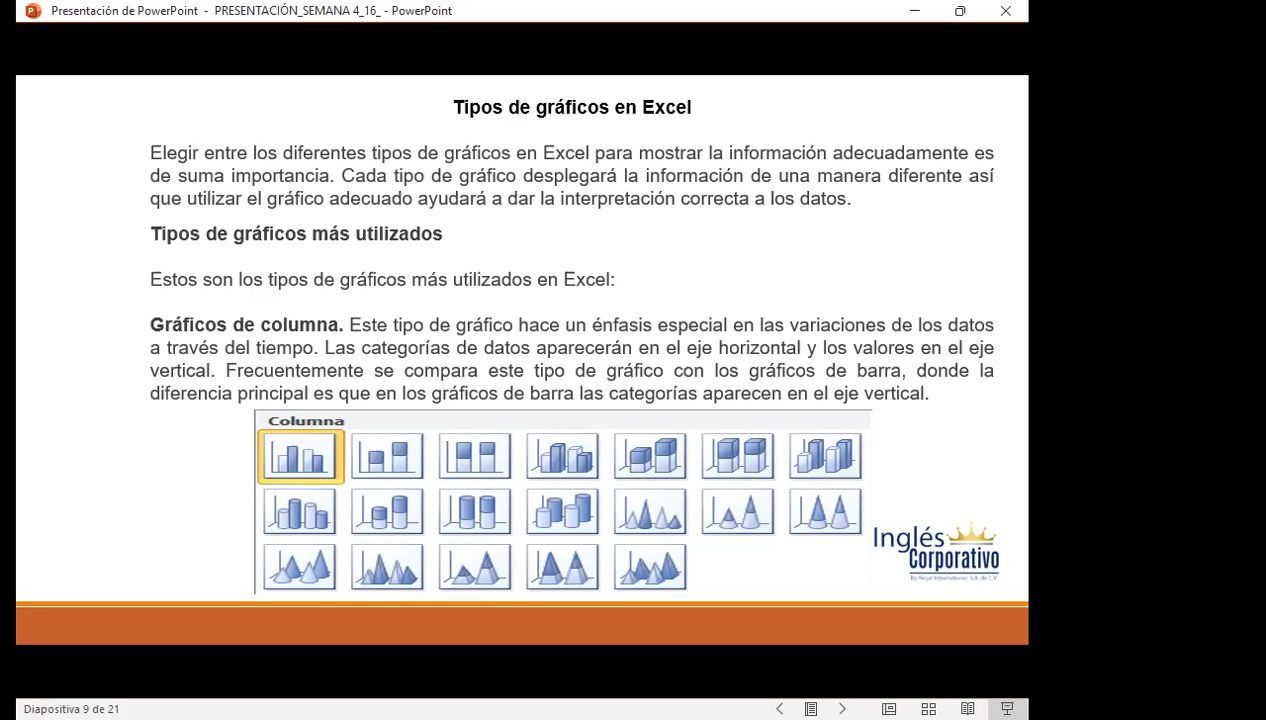 Presentación de PowerPoint - PRESENTACIÓN_SEMANA 4_16_ - PowerPoint
Tipos de gráficos en Excel
Elegir entre los diferentes tipos de gráficos en Excel para mostrar la información adecuadamente es
de suma importancia. Cada tipo de gráfico desplegará la información de una manera diferente así
que utilizar el gráfico adecuado ayudará a dar la interpretación correcta a los datos.
Tipos de gráficos más utilizados
Estos son los tipos de gráficos más utilizados en Excel:
Gráficos de columna. Este tipo de gráfico hace un énfasis especial en las variaciones de los datos
a través del tiempo. Las categorías de datos aparecerán en el eje horizontal y los valores en el eje
vertical. Frecuentemente se compara este tipo de gráfico con los gráficos de barra, donde la
diferencia principal es que en los gráficos de barra las categorías aparecen en el eje vertical.
Columna
Inglés
Corporativo
By Regal International, S.A. de C.V
Diapositiva 9 de 21